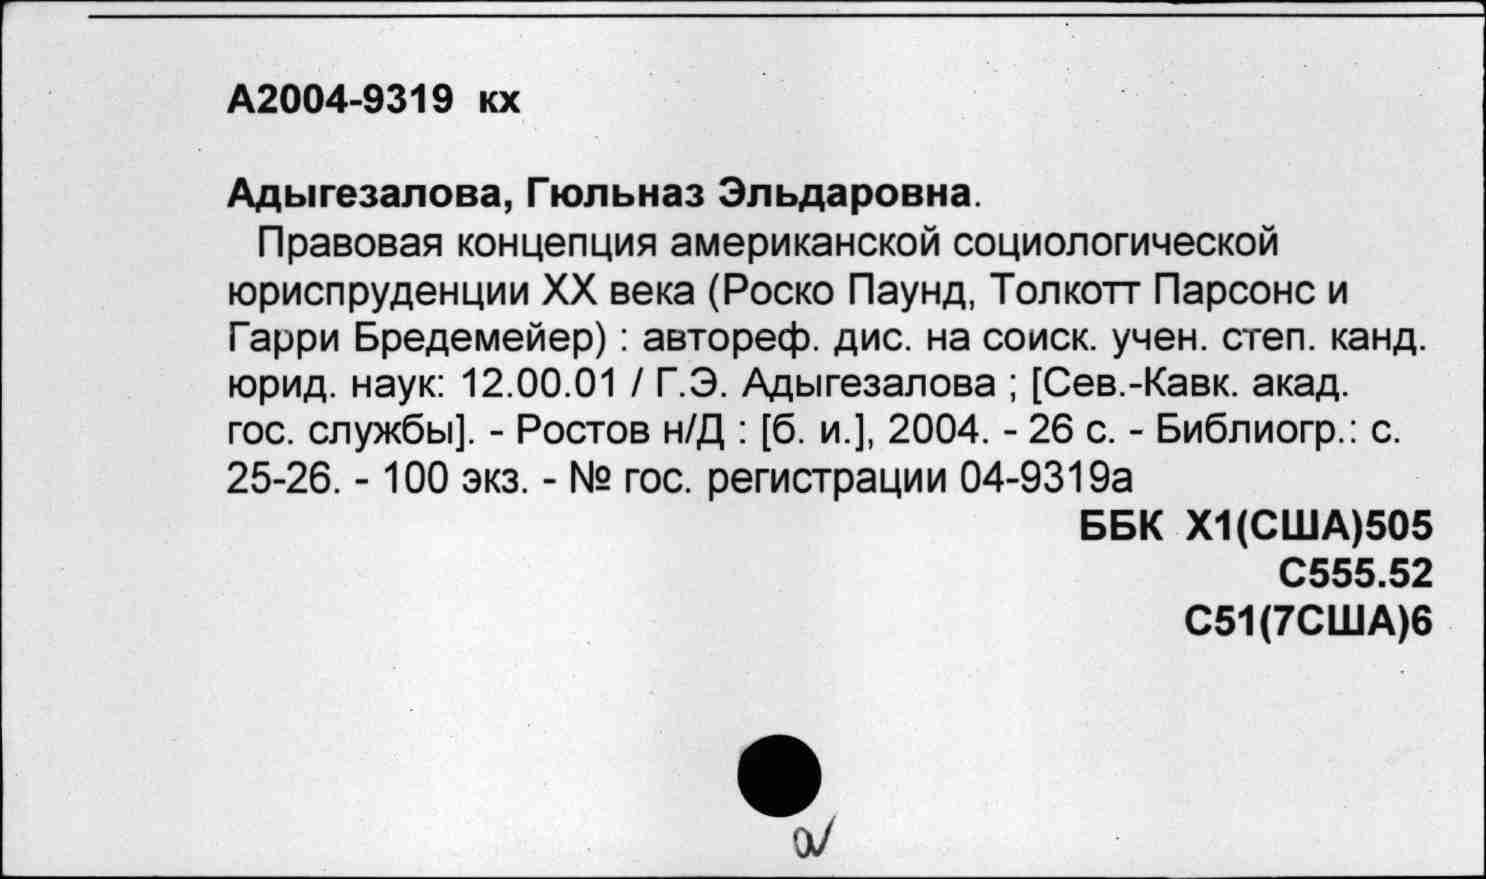 А2004-9319 кх
Адыгезалова, Гюльназ Эльдаровна.
Правовая концепция американской социологической
юриспруденции XX века (Роско Паунд, Толкотт Парсонс и
Гарри Бредемейер) : автореф. дис. на соиск. учен. степ. канд.
юрид. наук: 12.00.01 / Г.Э. Адыгезалова ; [Сев.-Кавк. акад.
гос. службы]. - Ростов н/Д : [б. и.], 2004. - 26 с. - Библиогр.: с.
25-26. - 100 экз. - № гос. регистрации 04-9319а
ББК Х1(США)505
С555.52
С51(7США)6